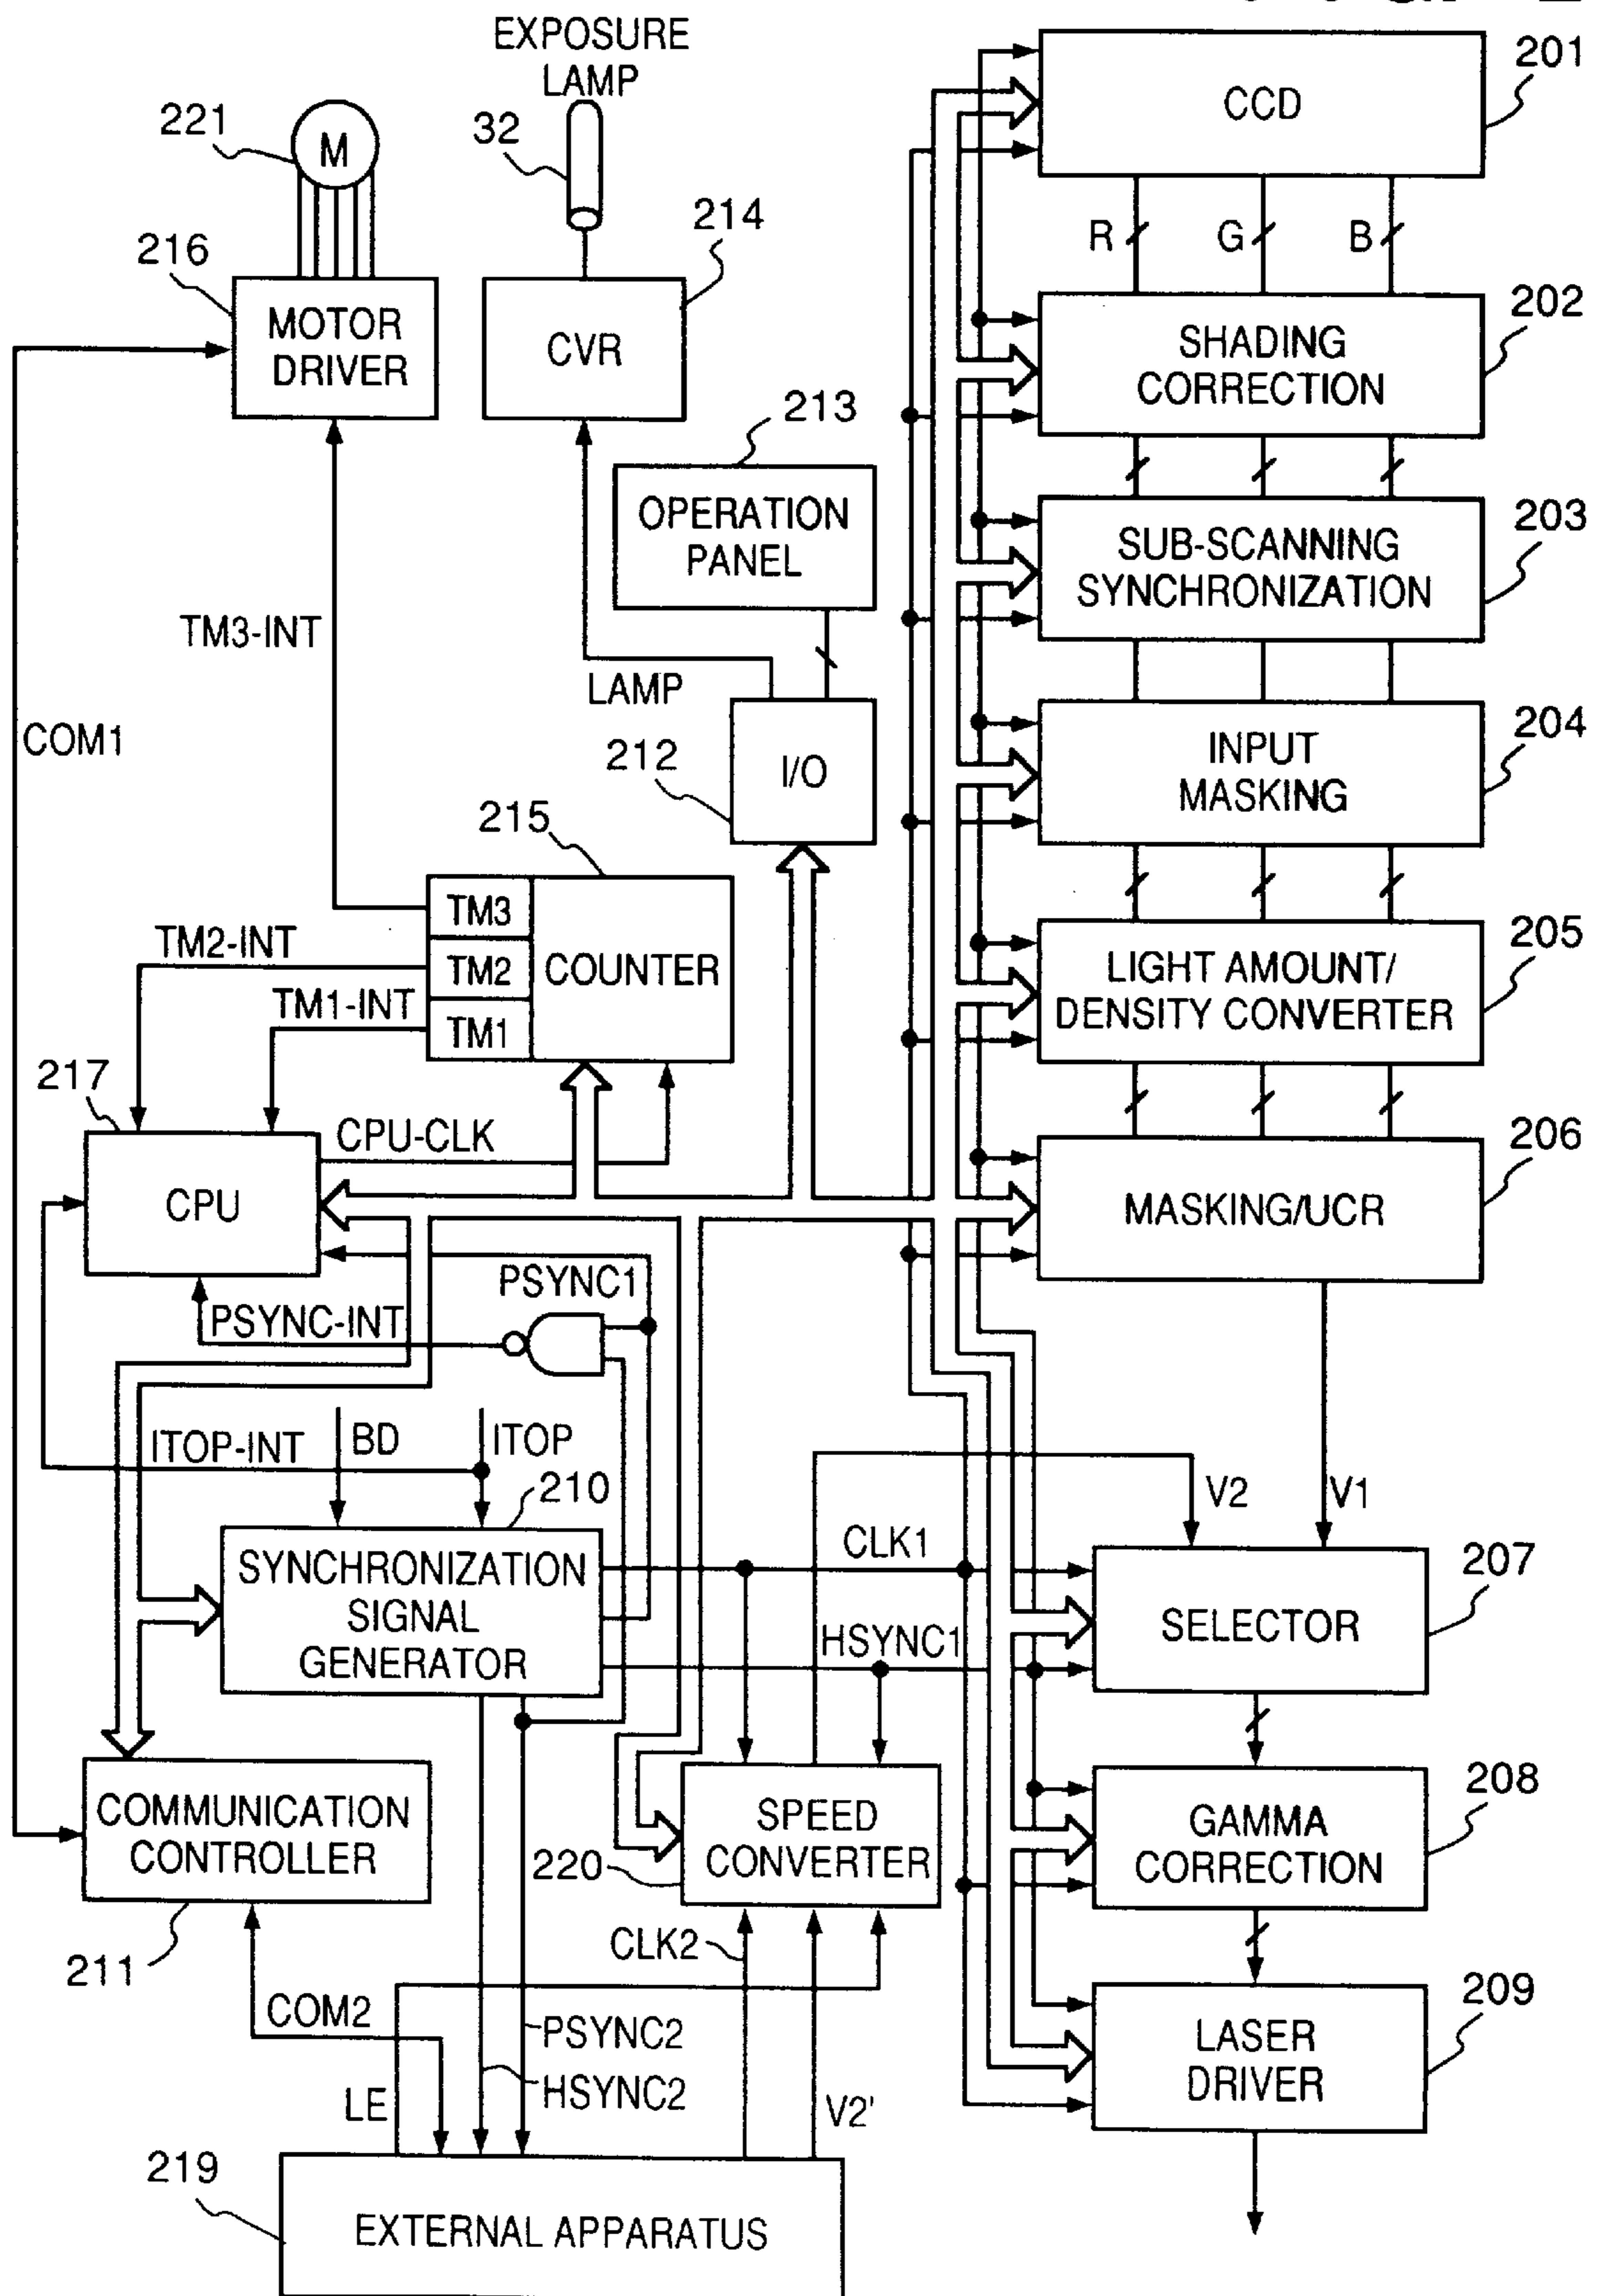 EXPOSURE
LAMP
201
CCD
221
M
32
214
R
G
B
216
202
MOTOR
DRIVER
CVR
SHADING
CORRECTION
213
OPERATION
PANEL
203
SUB-SCANNING
SYNCHRONIZATION
TM3-INT
LAMP
COM1
212
I/O
204
INPUT
MASKING
215
TM3
TM2
TM1
COUNTER
TM2-INT
TM1-INT
205
LIGHT AMOUNT/
DENSITY CONVERTER
217
CPU-CLK
CPU
206
MASKING/UCR
PSYNC1
PSYNC-INT
ITOP-INT
BD
ITOP
210
V2
V1
SYNCHRONIZATION
SIGNAL
GENERATOR
CLK1
HSYNC1
207
SELECTOR
COMMUNICATION
CONTROLLER
211
SPEED
CONVERTER
220
208
GAMMA
CORRECTION
CLK2
COM2
PSYNC2
HSYNC2
LE
V2'
209
LASER
DRIVER
219
EXTERNAL APPARATUS